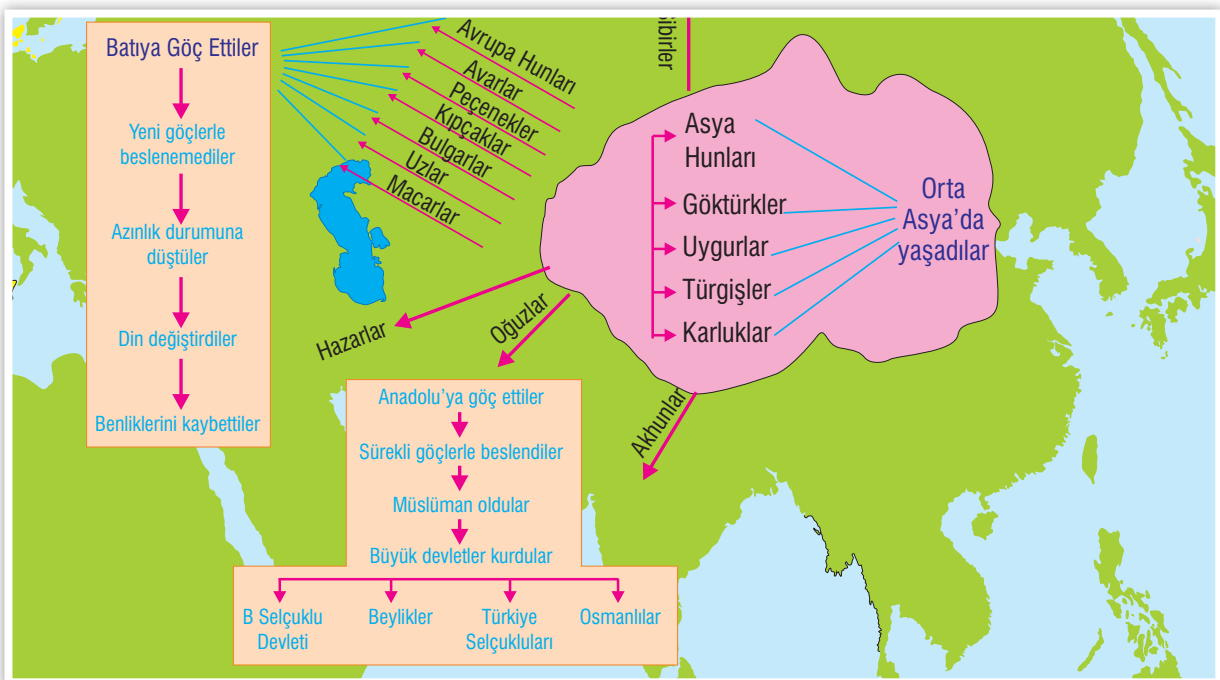 Batıya Göç Ettiler
Yeni göçlerle
beslenemediler
Azınlık durumuna
düştüler
Din değiştirdiler
Benliklerini kaybettiler
Avrupa Hunları
Avarlar
Peçenekler
Kıpçaklar
Bulgarlar
Uzlar
Macarlar
Sibirler
Asya
Hunları
Göktürkler
Uygurlar
Türgişler
Karluklar
Orta
Asya'da
yaşadılar
Hazarlar
Oğuzlar
Akhunlar
Anadolu'ya göç ettiler
Sürekli göçlerle beslendiler
Müslüman oldular
Büyük devletler kurdular
B Selçuklu
Devleti
Beylikler
Türkiye
Selçukluları
Osmanlılar